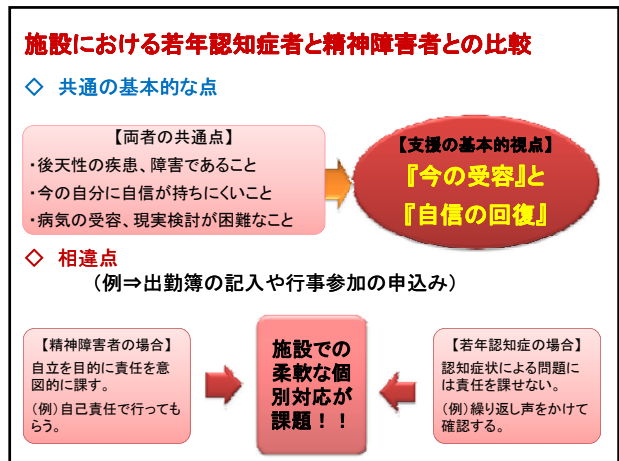 施設における若年認知症者と精神障害者との比較
◇ 共通の基本的な点
【両者の共通点】
・後天性の疾患、障害であること
・今の自分に自信が持ちにくいこと
・病気の受容、現実検討が困難なこと
【支援の基本的視点】
『今の受容』と
『自信の回復』
◇ 相違点
（例⇒出勤簿の記入や行事参加の申込み）
【精神障害者の場合】
自立を目的に責任を意
図的に課す。
（例）自己責任で行っても
らう。
施設での
柔軟な個
別対応が
課題！！
【若年認知症の場合】
認知症状による問題に
は責任を課せない。
（例）繰り返し声をかけて
確認する。